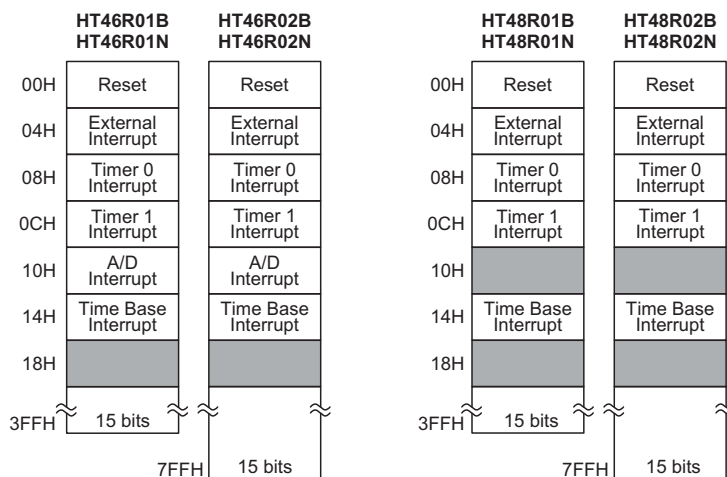 HT46R01B HT46R02B HT48R01B HT48R02B
HT46R01N HT46R02N HT48R01N HT48R02N
00H Reset Reset 00H Reset Reset
04H External Interrupt External Interrupt 04H External Interrupt External Interrupt
08H Timer 0 Interrupt Timer 0 Interrupt 08H Timer 0 Interrupt Timer 0 Interrupt
0CH Timer 1 Interrupt Timer 1 Interrupt 0CH Timer 1 Interrupt Timer 1 Interrupt
10H A/D Interrupt A/D Interrupt 10H
14H Time Base Interrupt Time Base Interrupt 14H Time Base Interrupt Time Base Interrupt
18H 18H
3FFH 15 bits 3FFH 15 bits
7FFH 15 bits 7FFH 15 bits